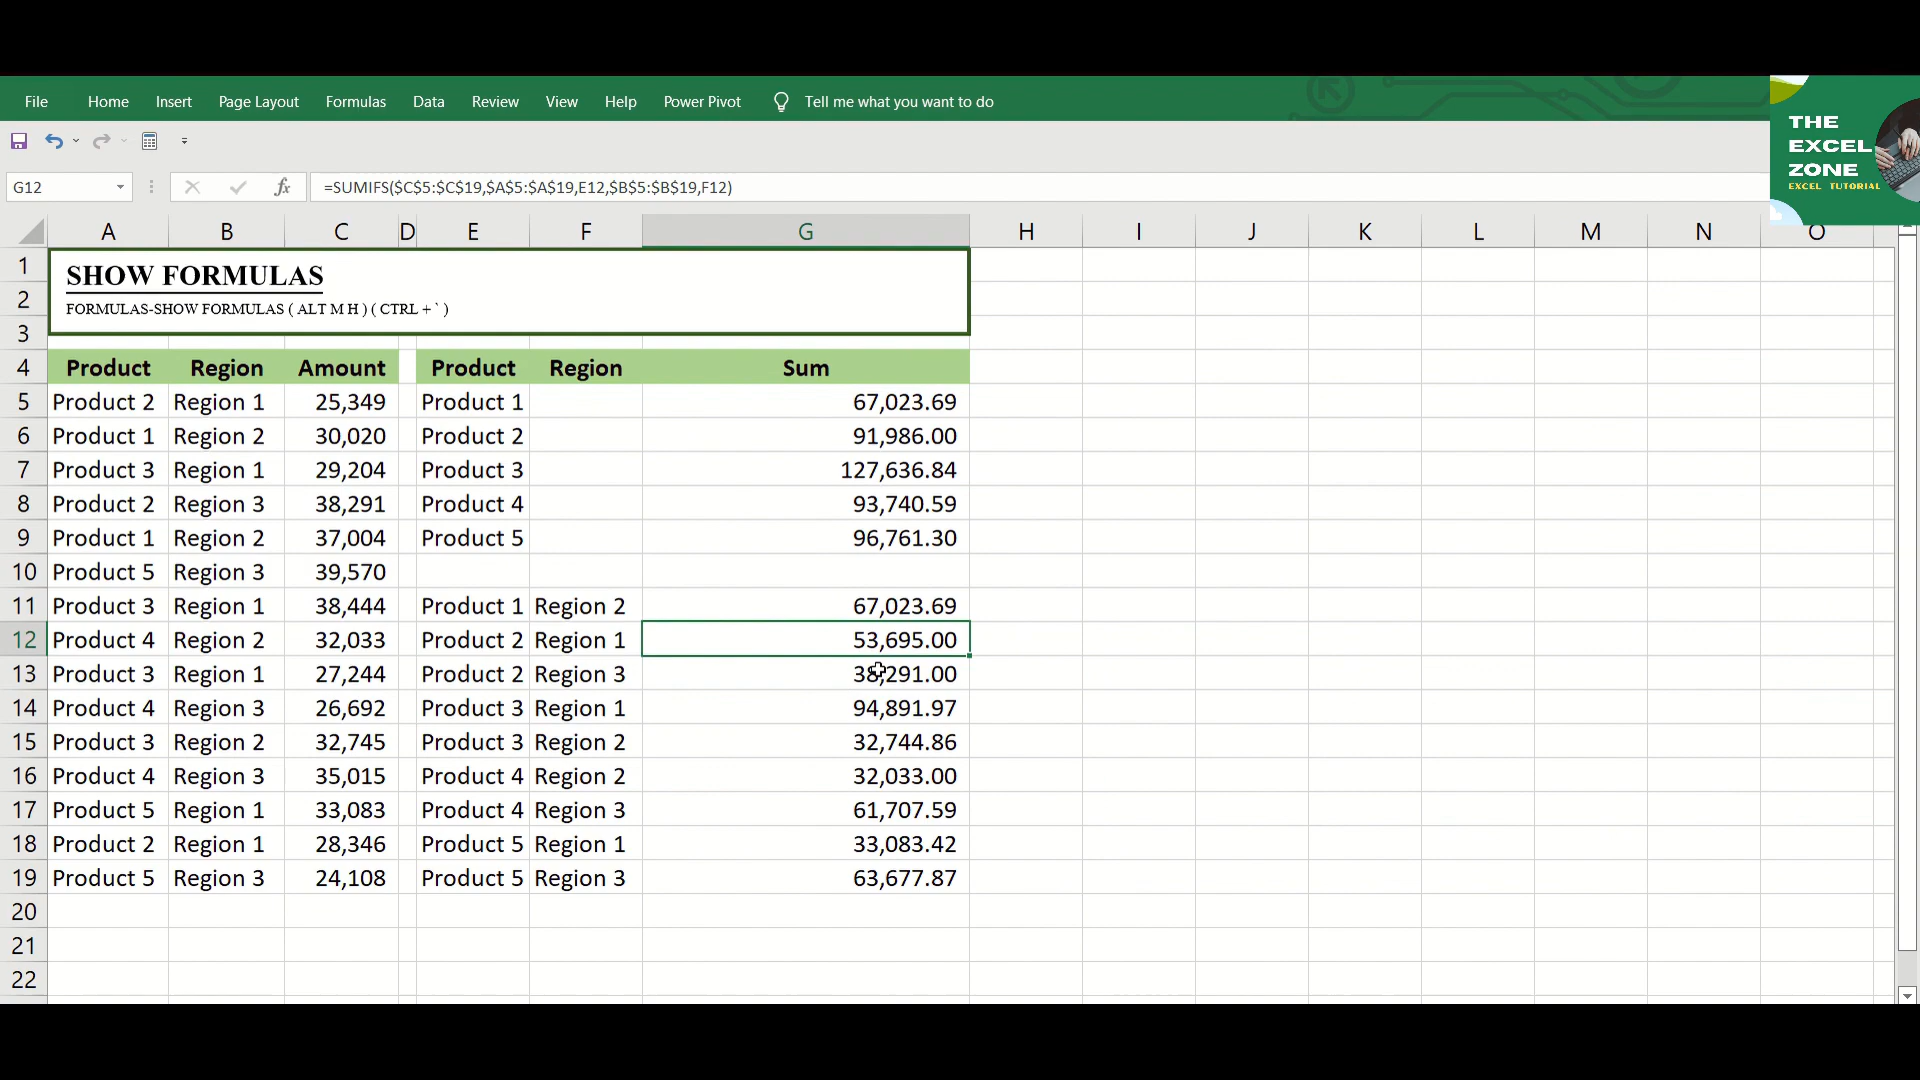 File Home Insert Page Layout Formulas Data Review View Help Power Pivot Tell me what you want to do
THE
EXCEL
ZONE
EXCEL TUTORIAL
G12 fx =SUMIFS($C$5:$C$19,$A$5:$A$19,E12,$B$5:$B$19,F12)
A B C D E F G H I J K L M N O
1 SHOW FORMULAS
2 FORMULAS-SHOW FORMULAS ( ALT M H ) ( CTRL + ` )
3
4 Product Region Amount Product Region Sum
5 Product 2 Region 1 25,349 Product 1 67,023.69
6 Product 1 Region 2 30,020 Product 2 91,986.00
7 Product 3 Region 1 29,204 Product 3 127,636.84
8 Product 2 Region 3 38,291 Product 4 93,740.59
9 Product 1 Region 2 37,004 Product 5 96,761.30
10 Product 5 Region 3 39,570
11 Product 3 Region 1 38,444 Product 1 Region 2 67,023.69
12 Product 4 Region 2 32,033 Product 2 Region 1 53,695.00
13 Product 3 Region 1 27,244 Product 2 Region 3 38,291.00
14 Product 4 Region 3 26,692 Product 3 Region 1 94,891.97
15 Product 3 Region 2 32,745 Product 3 Region 2 32,744.86
16 Product 4 Region 3 35,015 Product 4 Region 2 32,033.00
17 Product 5 Region 1 33,083 Product 4 Region 3 61,707.59
18 Product 2 Region 1 28,346 Product 5 Region 1 33,083.42
19 Product 5 Region 3 24,108 Product 5 Region 3 63,677.87
20
21
22